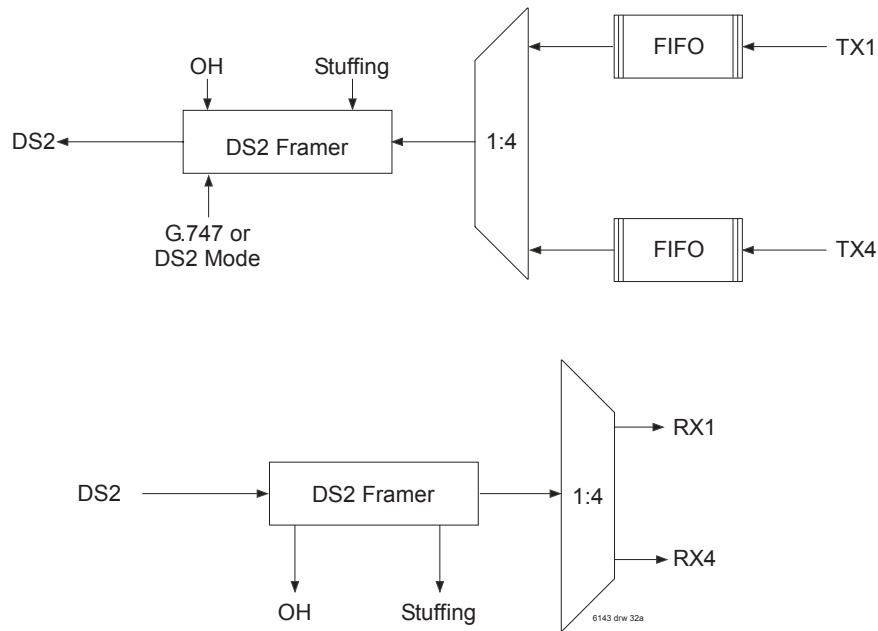 FIFO
TX1
OH
Stuffing
DS2
DS2 Framer
1:4
G.747 or
DS2 Mode
FIFO
TX4
RX1
DS2
DS2 Framer
1:4
RX4
OH
Stuffing
6143 drw 32a